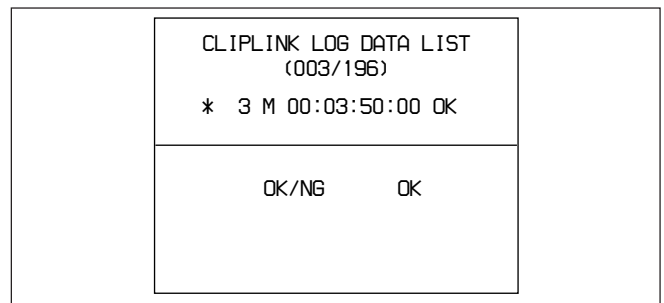 CLIPLINK LOG DATA LIST
(003/196)
* 3 M 00:03:50:00 OK
OK/NG OK